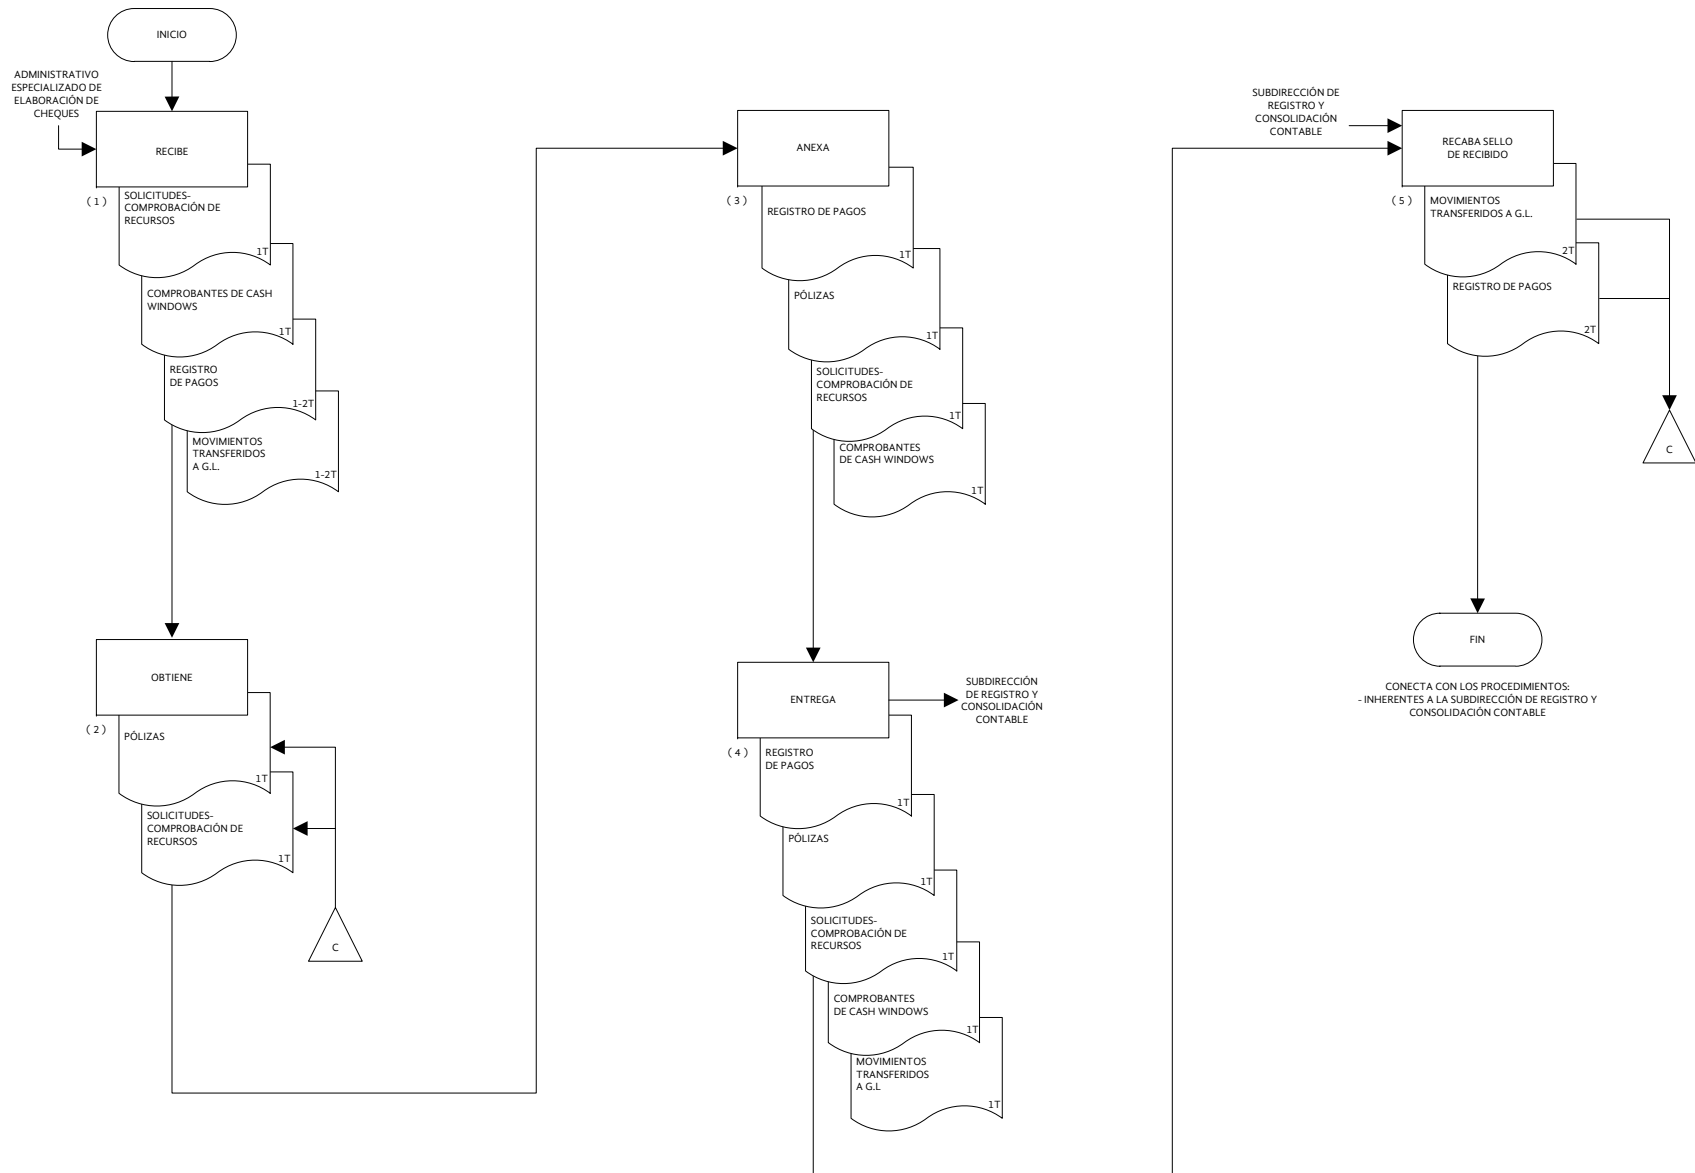 INICIO
ADMINISTRATIVO
ESPECIALIZADO DE
ELABORACIÓN DE
CHEQUES
RECIBE
( 1 )
SOLICITUDES-
COMPROBACIÓN DE
RECURSOS
1T
COMPROBANTES DE CASH
WINDOWS
1T
REGISTRO
DE PAGOS
1-2T
MOVIMIENTOS
TRANSFERIDOS
A G.L.
1-2T
OBTIENE
( 2 )
PÓLIZAS
1T
SOLICITUDES-
COMPROBACIÓN DE
RECURSOS
1T
C
ANEXA
( 3 )
REGISTRO DE PAGOS
1T
PÓLIZAS
1T
SOLICITUDES-
COMPROBACIÓN DE
RECURSOS
1T
COMPROBANTES
DE CASH WINDOWS
1T
ENTREGA
SUBDIRECCIÓN
DE REGISTRO Y
CONSOLIDACIÓN
CONTABLE
( 4 )
REGISTRO
DE PAGOS
1T
PÓLIZAS
1T
SOLICITUDES-
COMPROBACIÓN DE
RECURSOS
1T
COMPROBANTES
DE CASH WINDOWS
1T
MOVIMIENTOS
TRANSFERIDOS
A G.L
1T
SUBDIRECCIÓN DE
REGISTRO Y
CONSOLIDACIÓN
CONTABLE
RECABA SELLO
DE RECIBIDO
( 5 )
MOVIMIENTOS
TRANSFERIDOS A G.L.
2T
REGISTRO DE PAGOS
2T
C
FIN
CONECTA CON LOS PROCEDIMIENTOS:
- INHERENTES A LA SUBDIRECCIÓN DE REGISTRO Y
CONSOLIDACIÓN CONTABLE